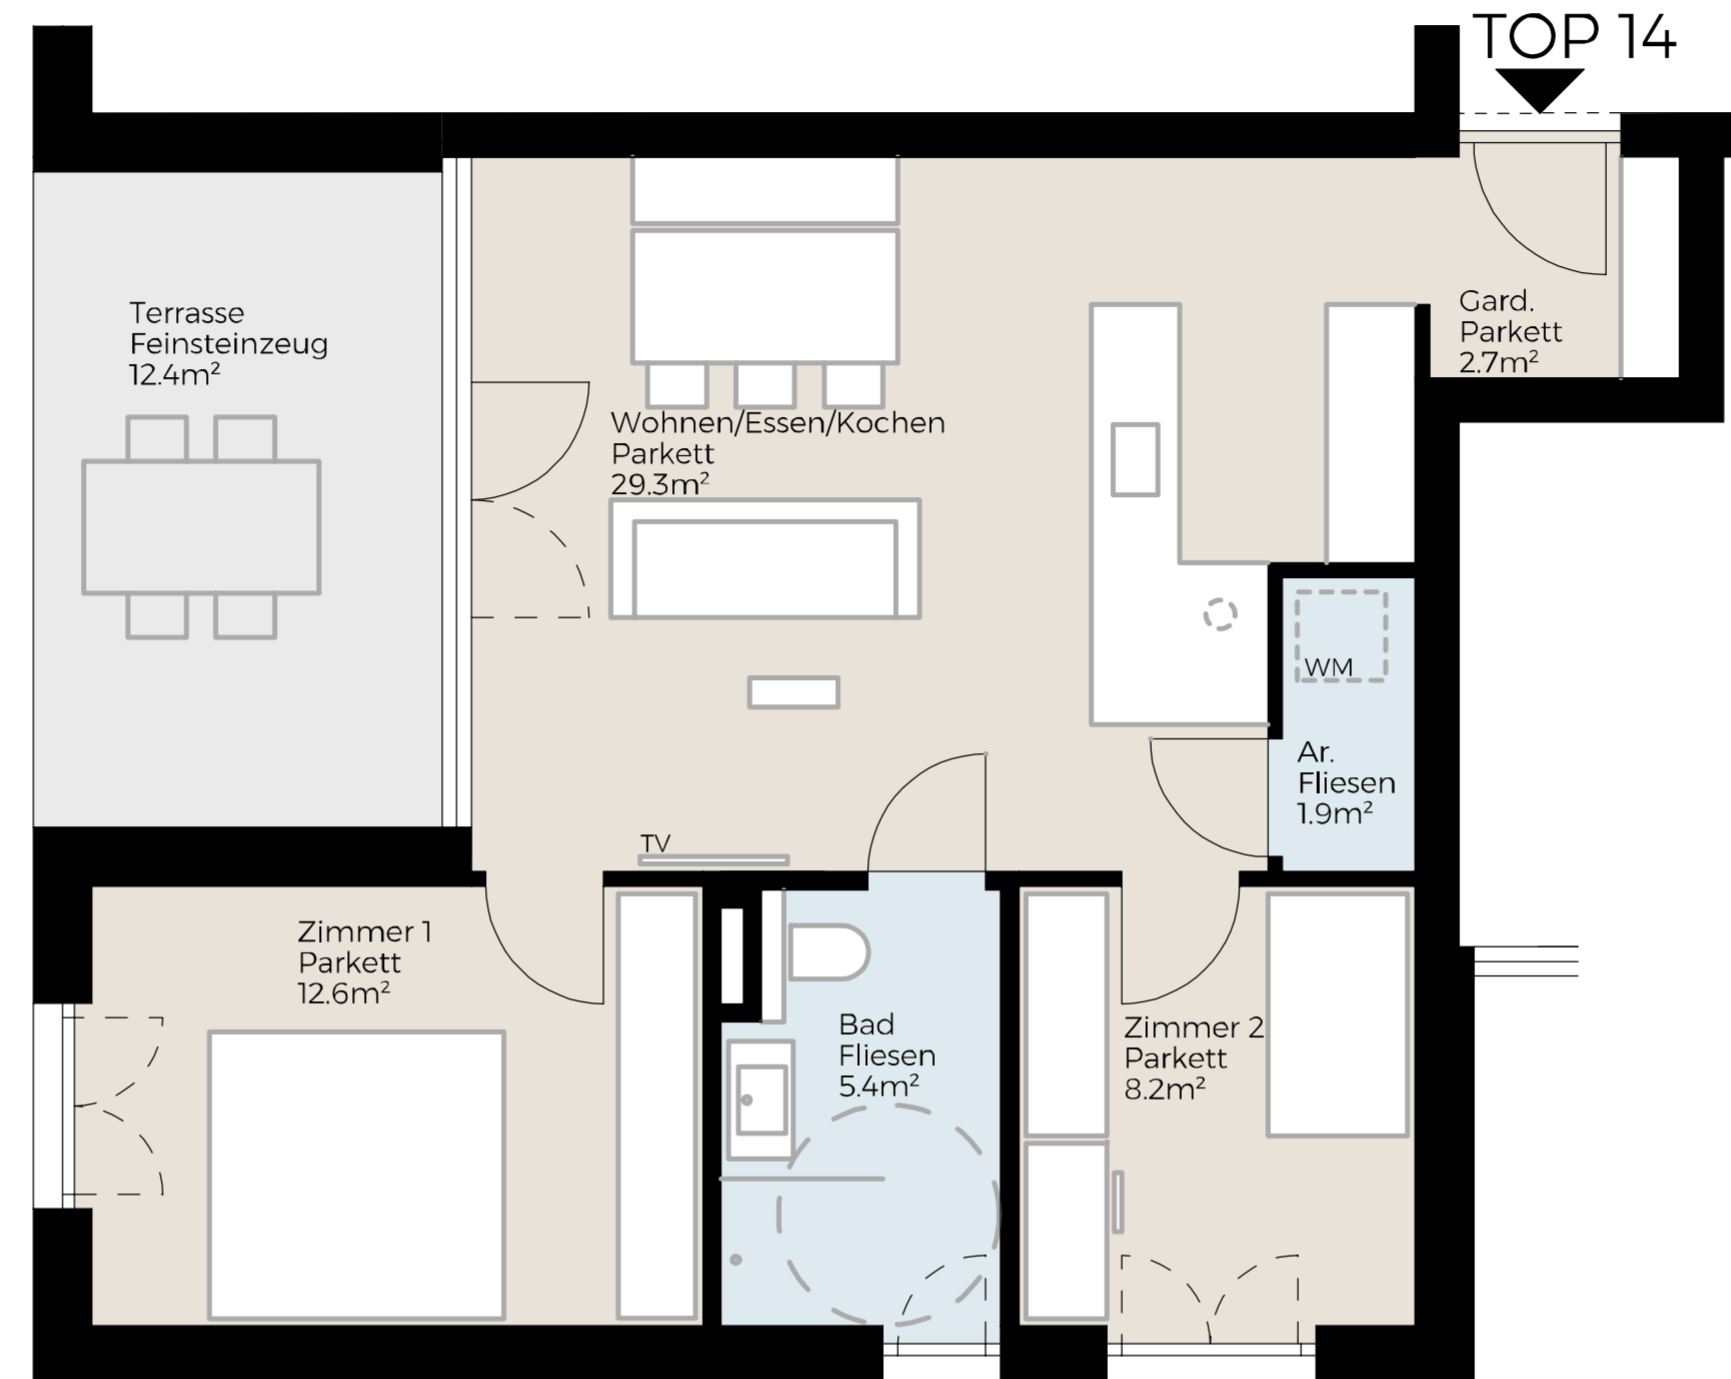 TOP 14
Terrasse
Feinsteinzeug
12.4m²
Gard.
Parkett
2.7m²
Wohnen/Essen/Kochen
Parkett
29.3m²
WM
Ar.
Fliesen
1.9m²
TV
Zimmer 1
Parkett
12.6m²
Bad
Fliesen
5.4m²
Zimmer 2
Parkett
8.2m²